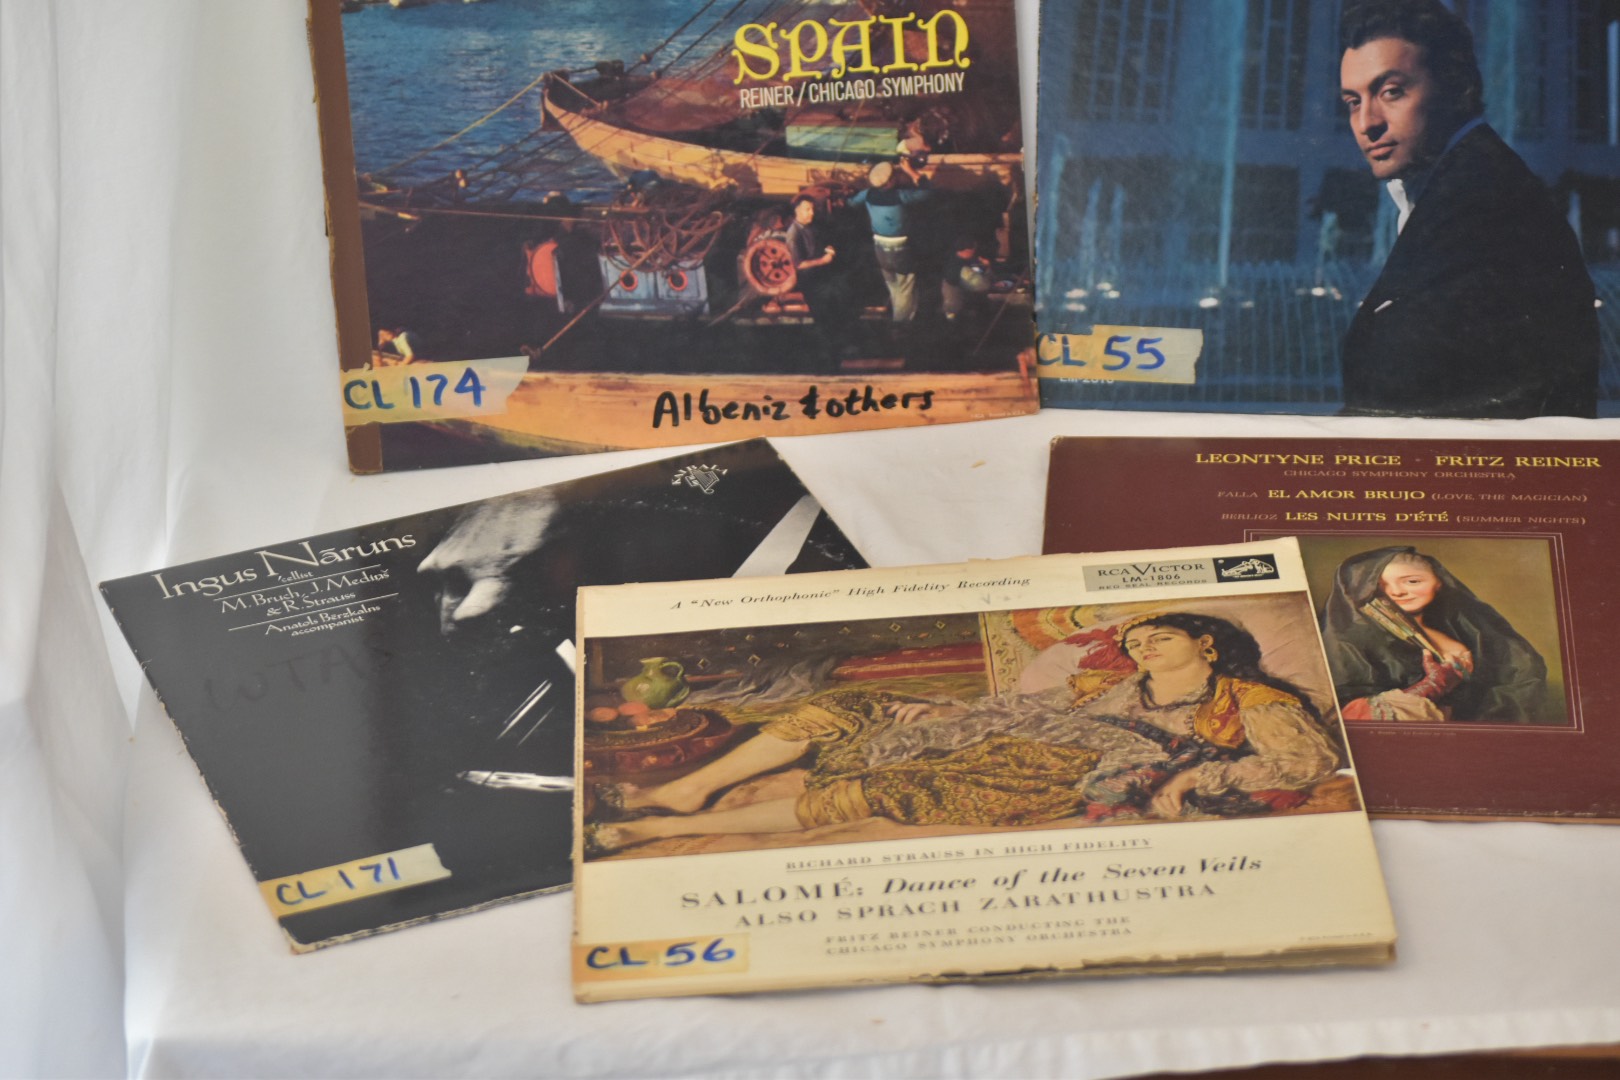 SPAIN
REINER/CHICAGO SYMPHONY
CL 174
Albeniz & others
CL 55
KAIBALA
Ingus Nāruns
'cellist
M. Bruch, J. Mediņš
& R. Strauss
Anatols Bērzkalns
accompanist
CL 171
A "New Orthophonic" High Fidelity Recording
RCA VICTOR
LM-1806
RED SEAL RECORDS
RICHARD STRAUSS IN HIGH FIDELITY
SALOMÉ: Dance of the Seven Veils
ALSO SPRACH ZARATHUSTRA
FRITZ REINER CONDUCTING THE
CHICAGO SYMPHONY ORCHESTRA
CL 56
LEONTYNE PRICE · FRITZ REINER
CHICAGO SYMPHONY ORCHESTRA
FALLA EL AMOR BRUJO (LOVE, THE MAGICIAN)
BERLIOZ LES NUITS D'ÉTÉ (SUMMER NIGHTS)